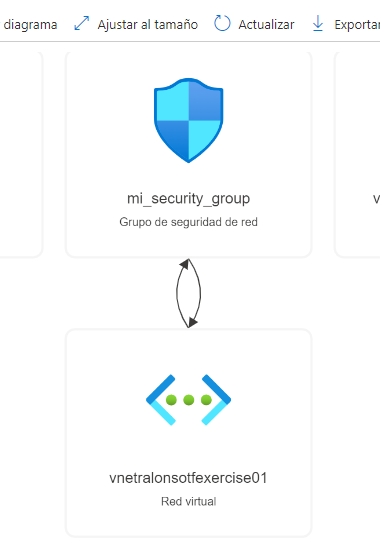 diagrama Ajustar al tamaño Actualizar Exportar
mi_security_group
Grupo de seguridad de red
v
vnetralonsotfexercise01
Red virtual